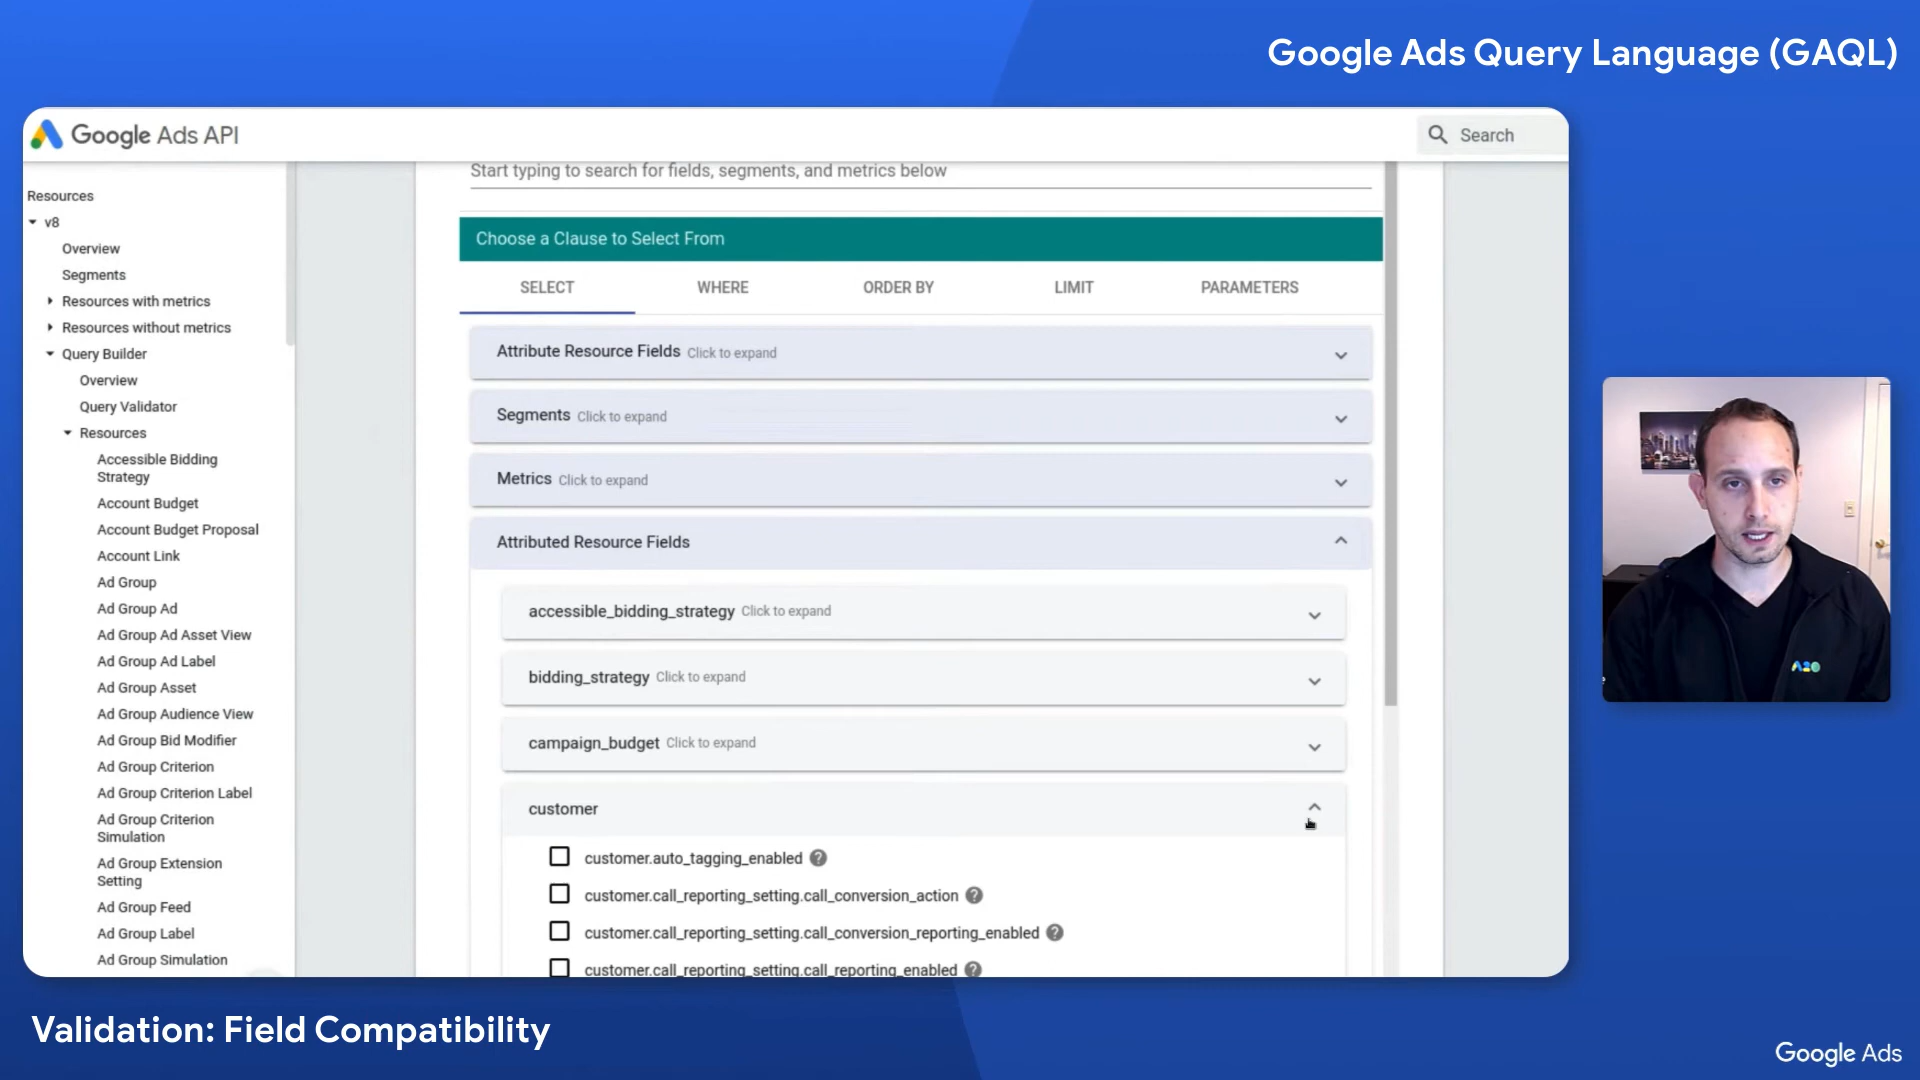 Google Ads Query Language (GAQL)
Google Ads API
Search
Resources
v8
Overview
Segments
Resources with metrics
Resources without metrics
Query Builder
Overview
Query Validator
Resources
Accessible Bidding
Strategy
Account Budget
Account Budget Proposal
Account Link
Ad Group
Ad Group Ad
Ad Group Ad Asset View
Ad Group Ad Label
Ad Group Asset
Ad Group Audience View
Ad Group Bid Modifier
Ad Group Criterion
Ad Group Criterion Label
Ad Group Criterion
Simulation
Ad Group Extension
Setting
Ad Group Feed
Ad Group Label
Ad Group Simulation
Start typing to search for fields, segments, and metrics below
Choose a Clause to Select From
SELECT WHERE ORDER BY LIMIT PARAMETERS
Attribute Resource Fields Click to expand
Segments Click to expand
Metrics Click to expand
Attributed Resource Fields
accessible_bidding_strategy Click to expand
bidding_strategy Click to expand
campaign_budget Click to expand
customer
customer.auto_tagging_enabled
customer.call_reporting_setting.call_conversion_action
customer.call_reporting_setting.call_conversion_reporting_enabled
customer.call_reporting_setting.call_reporting_enabled
Validation: Field Compatibility
Google Ads